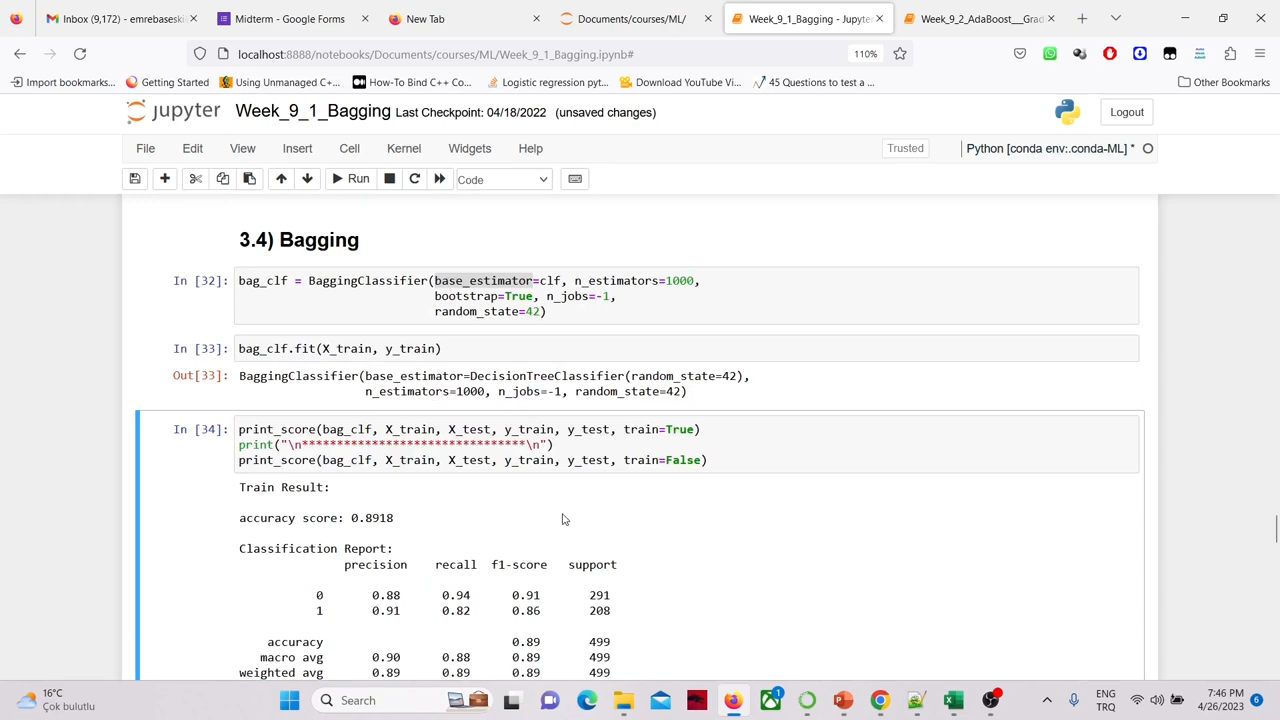 Inbox (9,172) - emrebaseski
Midterm - Google Forms
New Tab
Documents/courses/ML/
Week_9_1_Bagging - Jupyter
Week_9_2_AdaBoost__Grad
localhost:8888/notebooks/Documents/courses/ML/Week_9_1_Bagging.ipynb#
110%
Import bookmarks...
Getting Started
Using Unmanaged C+...
How-To Bind C++ Co...
Logistic regression pyt...
Download YouTube Vi...
45 Questions to test a ...
Other Bookmarks
jupyter Week_9_1_Bagging Last Checkpoint: 04/18/2022 (unsaved changes)
Logout
File Edit View Insert Cell Kernel Widgets Help
Trusted
Python [conda env:.conda-ML] *
Run
Code
3.4) Bagging
In [32]: bag_clf = BaggingClassifier(base_estimator=clf, n_estimators=1000,
bootstrap=True, n_jobs=-1,
random_state=42)
In [33]: bag_clf.fit(X_train, y_train)
Out[33]: BaggingClassifier(base_estimator=DecisionTreeClassifier(random_state=42),
n_estimators=1000, n_jobs=-1, random_state=42)
In [34]: print_score(bag_clf, X_train, X_test, y_train, y_test, train=True)
print("\n********************************\n")
print_score(bag_clf, X_train, X_test, y_train, y_test, train=False)
Train Result:
accuracy score: 0.8918
Classification Report:
precision recall f1-score support
0 0.88 0.94 0.91 291
1 0.91 0.82 0.86 208
accuracy 0.89 499
macro avg 0.90 0.88 0.89 499
weighted avg 0.89 0.89 0.89 499
16°C
Çok bulutlu
Search
1
ENG
TRQ
7:46 PM
4/26/2023
6